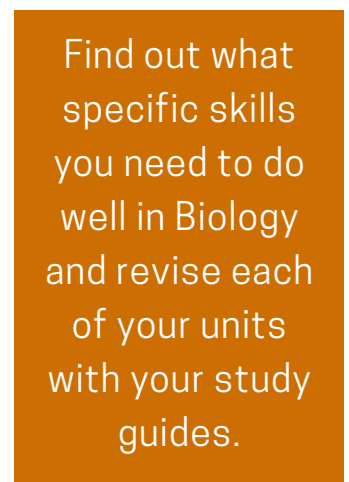 Find out what
specific skills
you need to do
well in Biology
and revise each
of your units
with your study
guides.